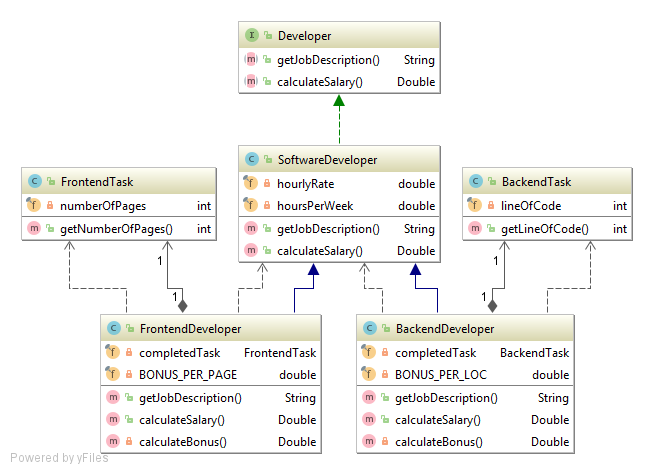 Developer
getJobDescription() String
calculateSalary() Double
SoftwareDeveloper
hourlyRate double
hoursPerWeek double
getJobDescription() String
calculateSalary() Double
FrontendTask
numberOfPages int
getNumberOfPages() int
BackendTask
lineOfCode int
getLineOfCode() int
1
1
1
1
FrontendDeveloper
completedTask FrontendTask
BONUS_PER_PAGE double
getJobDescription() String
calculateSalary() Double
calculateBonus() Double
BackendDeveloper
completedTask BackendTask
BONUS_PER_LOC double
getJobDescription() String
calculateSalary() Double
calculateBonus() Double
Powered by yFiles